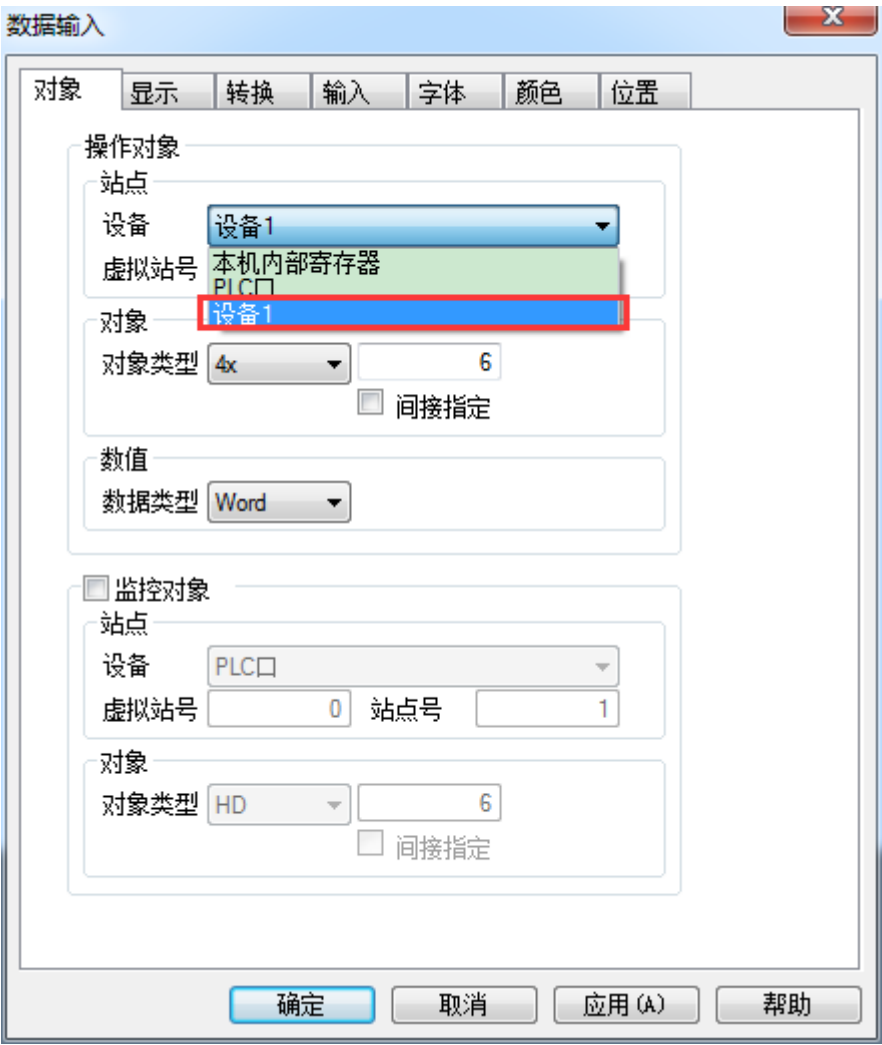 数据输入
对象 显示 转换 输入 字体 颜色 位置
操作对象
站点
设备 设备1
虚拟站号 本机内部寄存器
PLC口
设备1
对象
对象类型 4x 6
间接指定
数值
数据类型 Word
监控对象
站点
设备 PLC口
虚拟站号 0 站点号 1
对象
对象类型 HD 6
间接指定
确定 取消 应用(A) 帮助